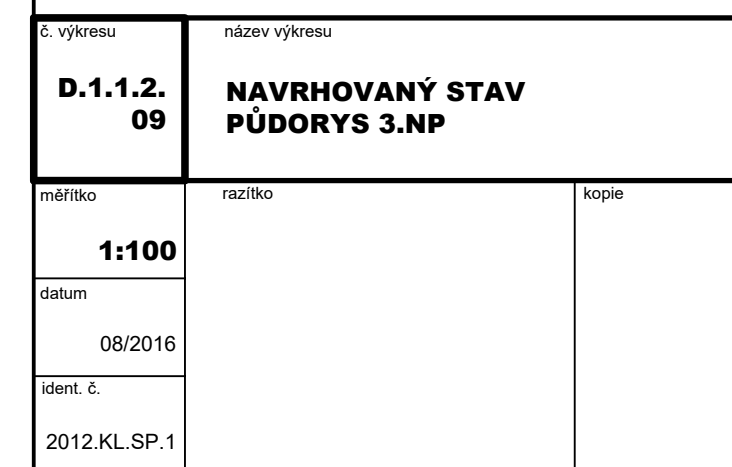 č. výkresu
název výkresu
D.1.1.2.
09
NAVRHOVANÝ STAV
PŮDORYS 3.NP
měřítko
razítko
kopie
1:100
datum
08/2016
ident. č.
2012.KL.SP.1